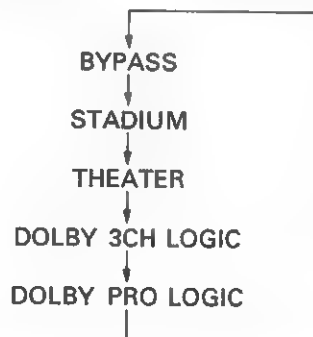 BYPASS
STADIUM
THEATER
DOLBY 3CH LOGIC
DOLBY PRO LOGIC